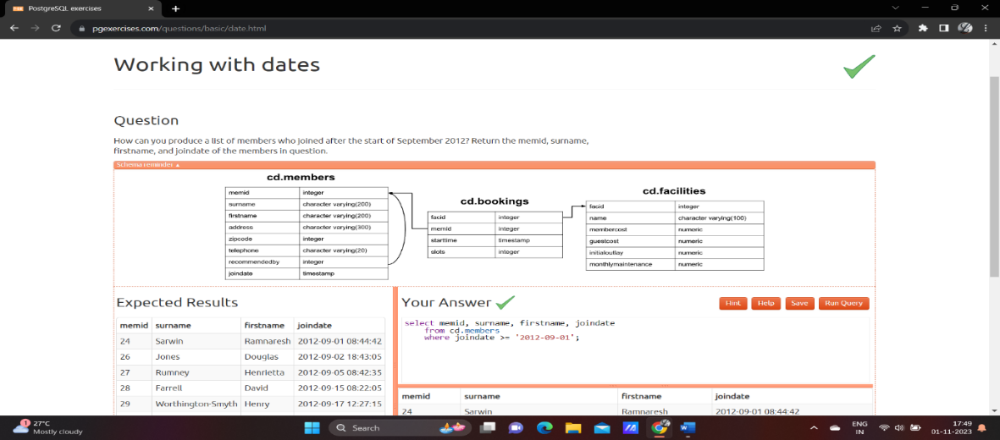 PostgreSQL exercises
pgexercises.com/questions/basic/date.html
Working with dates
Question
How can you produce a list of members who joined after the start of September 2012? Return the memid, surname,
firstname, and joindate of the members in question.
Schema reminder
cd.members
memid integer
surname character varying(200)
firstname character varying(200)
address character varying(300)
zipcode integer
telephone character varying(20)
recommendedby integer
joindate timestamp
cd.bookings
facid integer
memid integer
starttime timestamp
slots integer
cd.facilities
facid integer
name character varying(100)
membercost numeric
guestcost numeric
initialoutlay numeric
monthlymaintenance numeric
Expected Results
memid surname firstname joindate
24 Sarwin Ramnaresh 2012-09-01 08:44:42
26 Jones Douglas 2012-09-02 18:43:05
27 Rumney Henrietta 2012-09-05 08:42:35
28 Farrell David 2012-09-15 08:22:05
29 Worthington-Smyth Henry 2012-09-17 12:27:15
Your Answer
Hint Help Save Run Query
select memid, surname, firstname, joindate
from cd.members
where joindate >= '2012-09-01';
memid surname firstname joindate
24 Sarwin Ramnaresh 2012-09-01 08:44:42
1
27°C
Mostly cloudy
Search
ENG
IN
17:49
01-11-2023